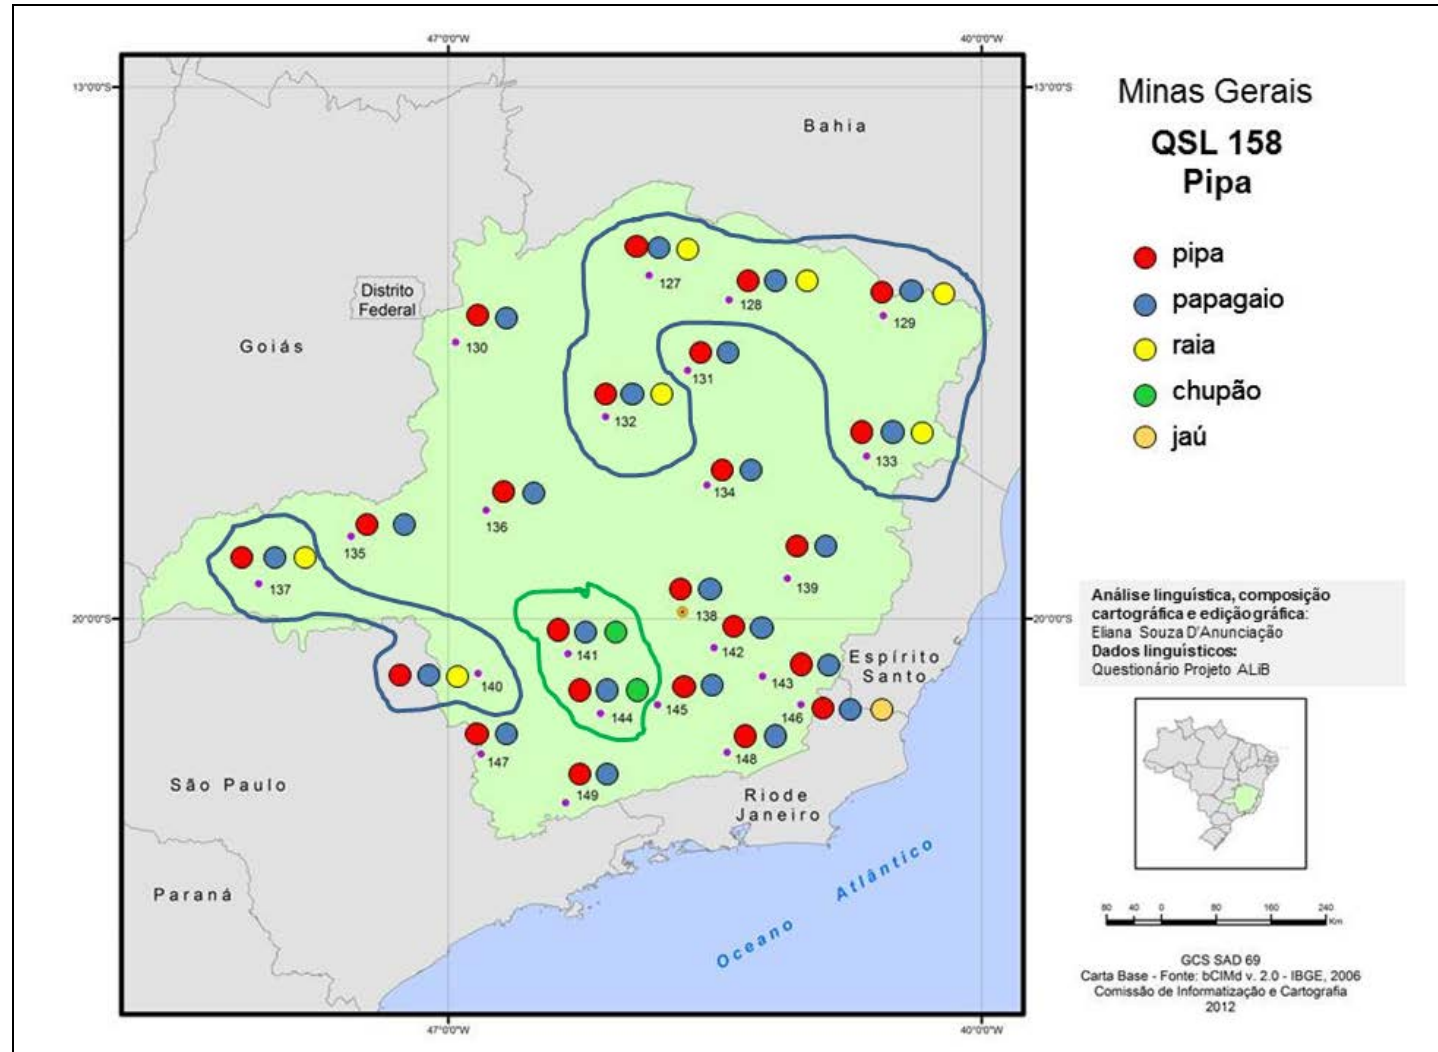 47°0'0"W
40°0'0"W
13°0'0"S
13°0'0"S
Bahia
Minas Gerais
QSL 158
Pipa
pipa
papagaio
raia
chupão
jaú
Distrito
Federal
Goiás
127
128
129
130
131
132
133
134
136
135
137
139
138
20°0'0"S
20°0'0"S
141
142
140
143
Espírito
Santo
144
145
146
147
148
149
São Paulo
Riode
Janeiro
Paraná
Oceano Atlântico
47°0'0"W
40°0'0"W
Análise linguística, composição
cartográfica e edição gráfica:
Eliana Souza D'Anunciação
Dados linguísticos:
Questionário Projeto ALiB
80 40 0 80 160 240
Km
GCS SAD 69
Carta Base - Fonte: bCIMd v. 2.0 - IBGE, 2006
Comissão de Informatização e Cartografia
2012